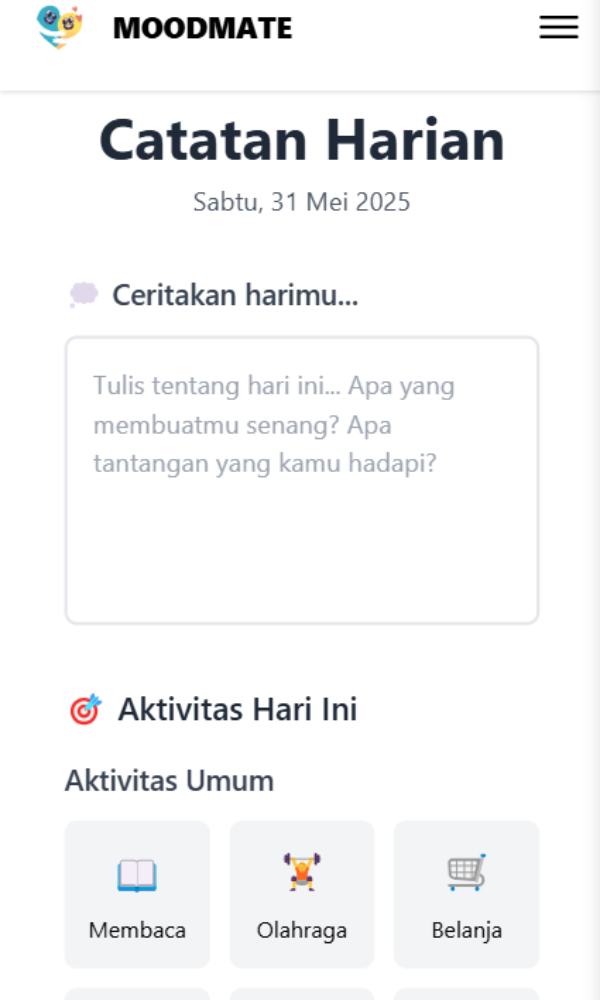 MOODMATE
Catatan Harian
Sabtu, 31 Mei 2025
Ceritakan harimu...
Tulis tentang hari ini... Apa yang
membuatmu senang? Apa
tantangan yang kamu hadapi?
Aktivitas Hari Ini
Aktivitas Umum
Membaca
Olahraga
Belanja